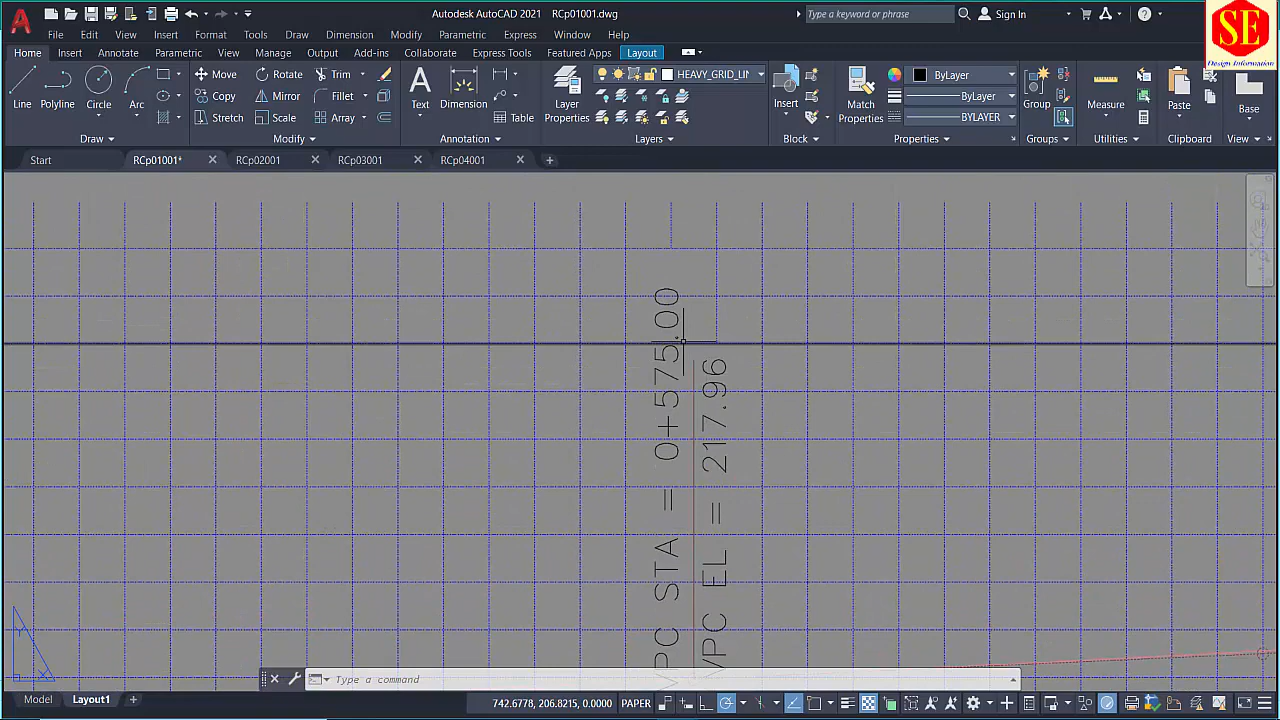 Autodesk AutoCAD 2021 RCp01001.dwg
Type a keyword or phrase
Sign In
SE
Design Information
File Edit View Insert Format Tools Draw Dimension Modify Parametric Express Window Help
Home Insert Annotate Parametric View Manage Output Add-ins Collaborate Express Tools Featured Apps Layout
Line Polyline Circle Arc
Move Rotate Trim
Copy Mirror Fillet
Stretch Scale Array
Text Dimension Table
Layer Properties
HEAVY_GRID_LIN
Insert
Match Properties
ByLayer
ByLayer
BYLAYER
Group Measure Paste Base
Draw Modify Annotation Layers Block Properties Groups Utilities Clipboard View
Start RCp01001* RCp02001 RCp03001 RCp04001
VPC STA = 0+575.00
VPC EL = 217.96
Y
X
Type a command
Model Layout1
742.6778, 206.8215, 0.0000 PAPER